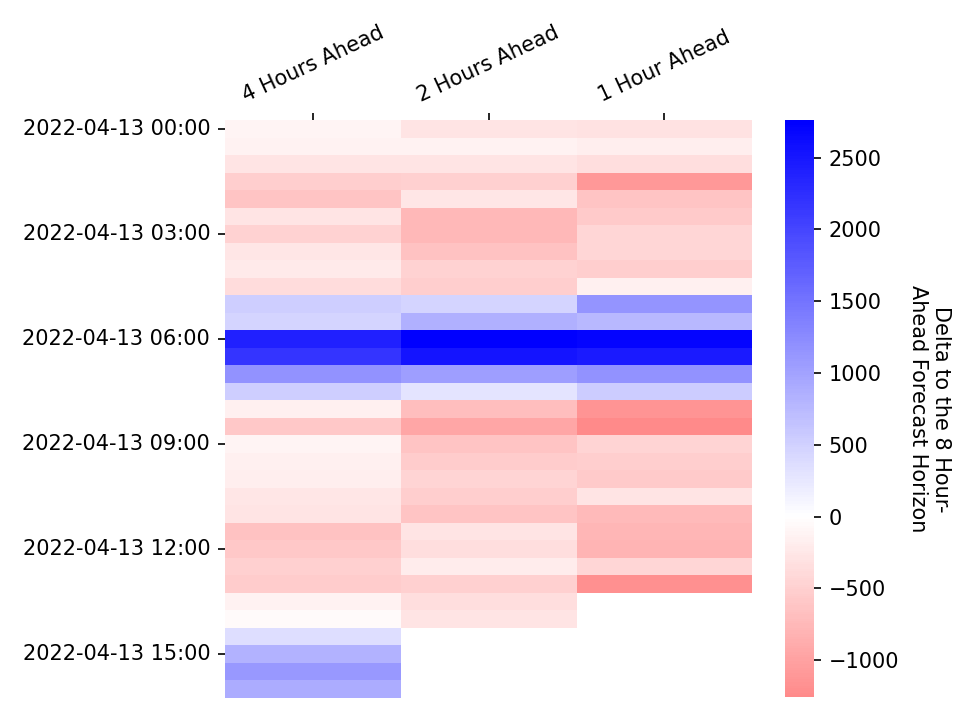 4 Hours Ahead
2 Hours Ahead
1 Hour Ahead
2022-04-13 00:00
2022-04-13 03:00
2022-04-13 06:00
2022-04-13 09:00
2022-04-13 12:00
2022-04-13 15:00
2500
2000
1500
1000
500
0
−500
−1000
Delta to the 8 Hour-
Ahead Forecast Horizon